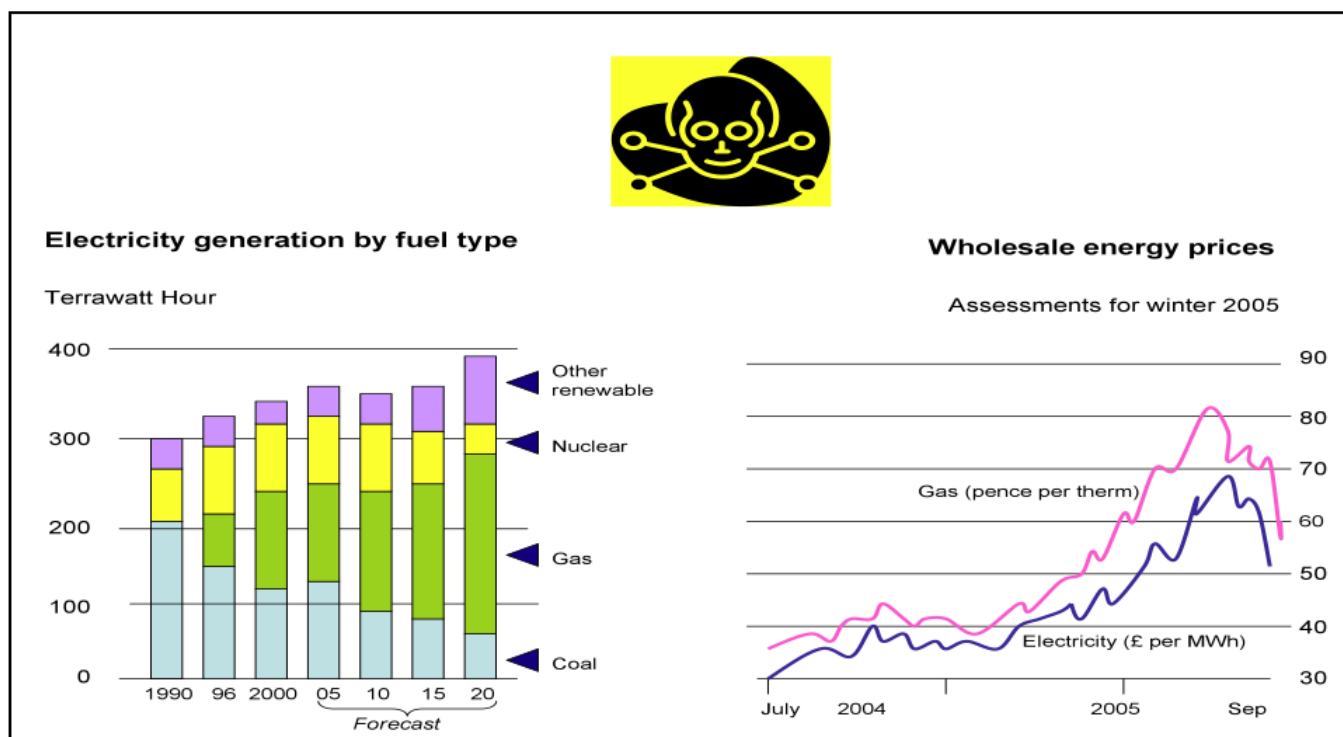 Electricity generation by fuel type
Terrawatt Hour
400
300
200
100
0
Other
renewable
Nuclear
Gas
Coal
1990 96 2000 05 10 15 20
Forecast
Wholesale energy prices
Assessments for winter 2005
90
80
70
60
50
40
30
Gas (pence per therm)
Electricity (£ per MWh)
July 2004 2005 Sep